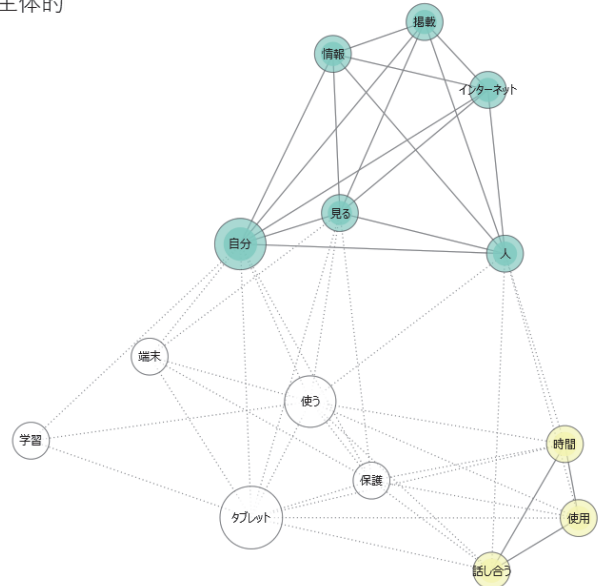 主体的
掲載
情報
インターネット
見る
自分
人
端末
使う
学習
時間
保護
タブレット
使用
話し合う